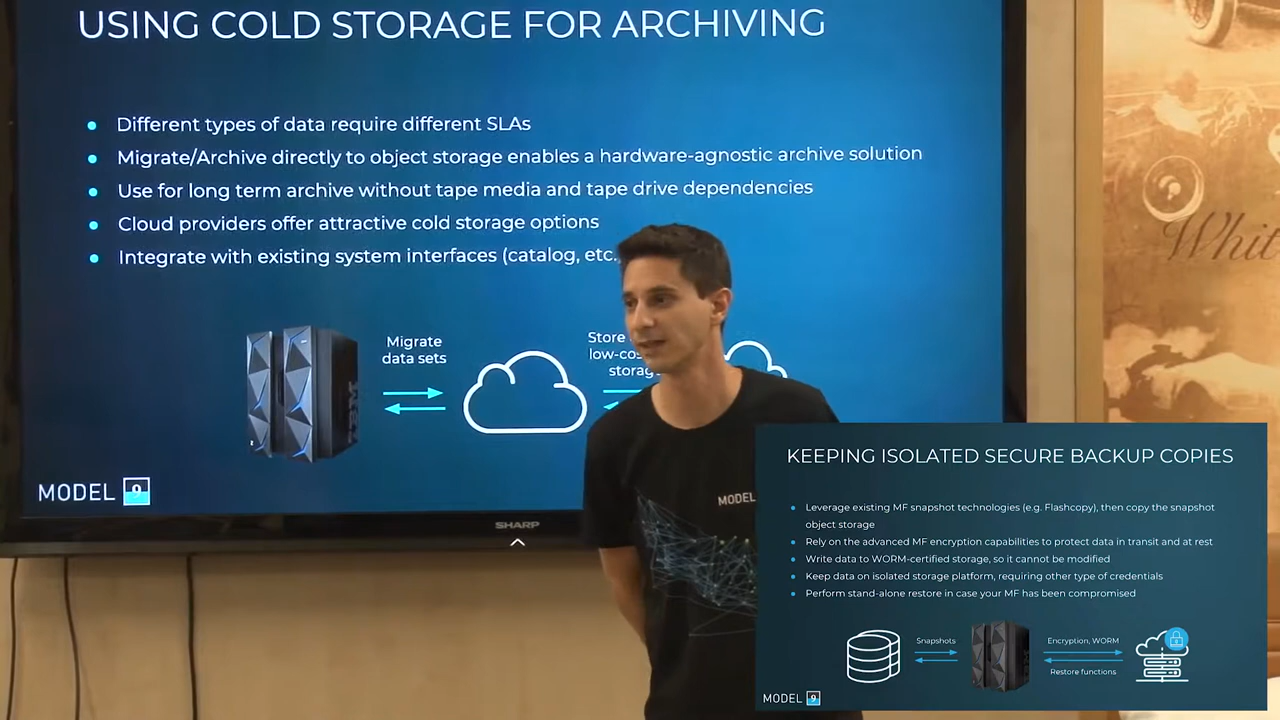 USING COLD STORAGE FOR ARCHIVING
Different types of data require different SLAs
Migrate/Archive directly to object storage enables a hardware-agnostic archive solution
Use for long term archive without tape media and tape drive dependencies
Cloud providers offer attractive cold storage options
Integrate with existing system interfaces (catalog, etc.
Migrate
data sets
Store
storag
IBM
MODEL 9
SHARP
MODEL
Whit
KEEPING ISOLATED SECURE BACKUP COPIES
Leverage existing MF snapshot technologies (e.g. Flashcopy), then copy the snapshot
object storage
Rely on the advanced MF encryption capabilities to protect data in transit and at rest
Write data to WORM-certified storage, so it cannot be modified
Keep data on isolated storage platform, requiring other type of credentials
Perform stand-alone restore in case your MF has been compromised
Snapshots
Encryption, WORM
Restore functions
MODEL 9